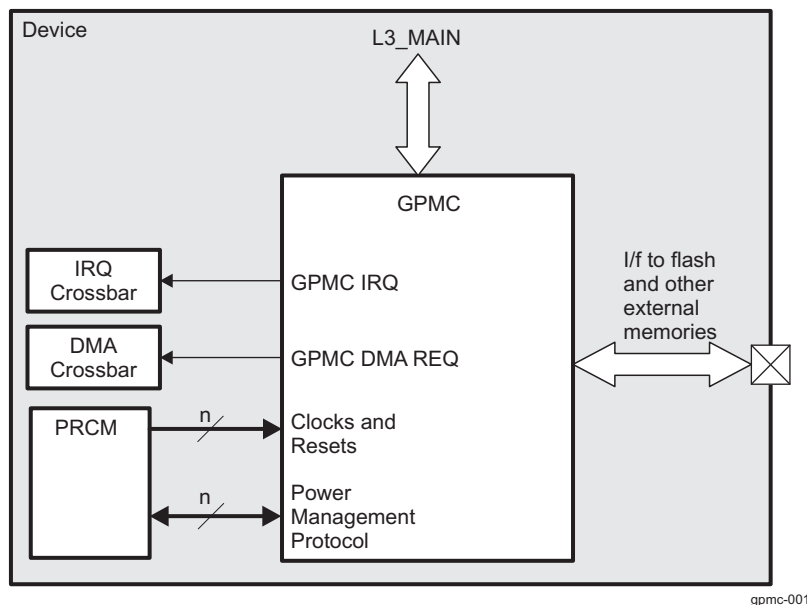 Device
L3_MAIN
GPMC
IRQ
Crossbar
GPMC IRQ
DMA
Crossbar
GPMC DMA REQ
I/f to flash
and other
external
memories
PRCM
n
Clocks and
Resets
n
Power
Management
Protocol
gpmc-001